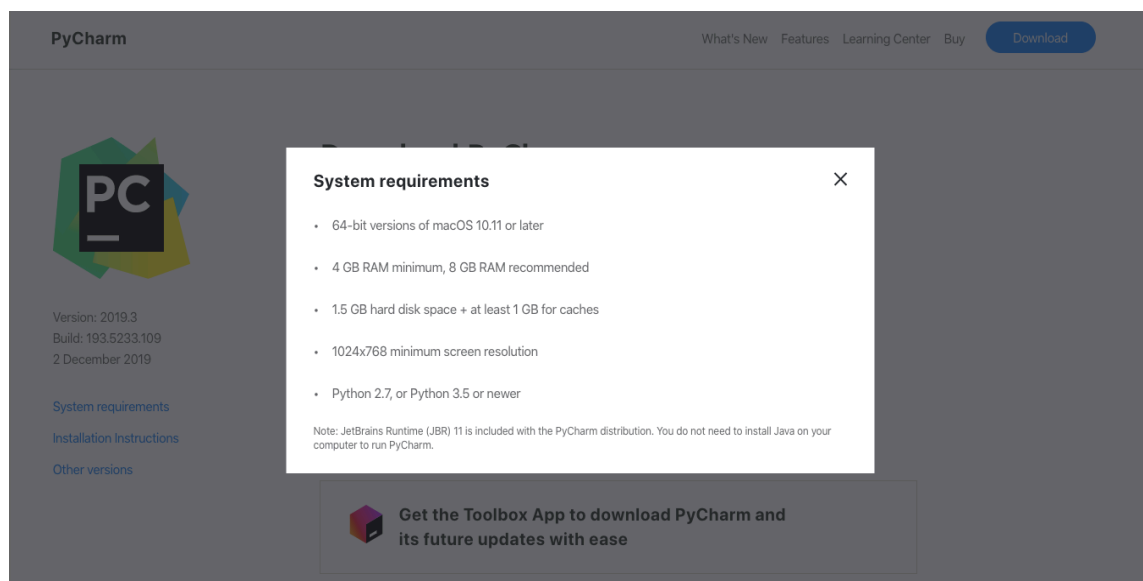 PyCharm
What's New Features Learning Center Buy Download
PC
Version: 2019.3
Build: 193.5233.109
2 December 2019
System requirements
Installation Instructions
Other versions
System requirements
• 64-bit versions of macOS 10.11 or later
• 4 GB RAM minimum, 8 GB RAM recommended
• 1.5 GB hard disk space + at least 1 GB for caches
• 1024x768 minimum screen resolution
• Python 2.7, or Python 3.5 or newer
Note: JetBrains Runtime (JBR) 11 is included with the PyCharm distribution. You do not need to install Java on your
computer to run PyCharm.
Get the Toolbox App to download PyCharm and
its future updates with ease